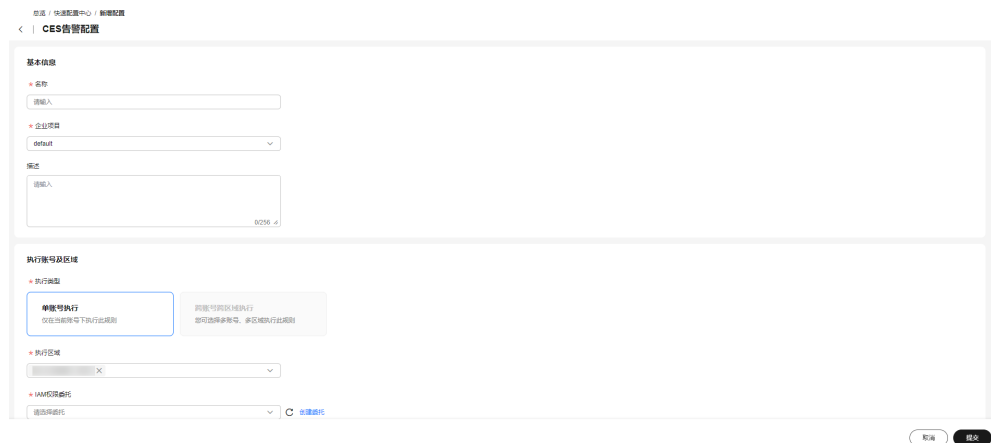 总览 / 快速配置中心 / 新增配置
CES告警配置
基本信息
* 名称
请输入
* 企业项目
default
描述
请输入
0/256
执行账号及区域
* 执行类型
单账号执行
仅在当前账号下执行此规则
跨账号跨区域执行
您可选择多账号、多区域执行此规则
* 执行区域
* IAM权限委托
请选择委托
创建委托
取消
提交